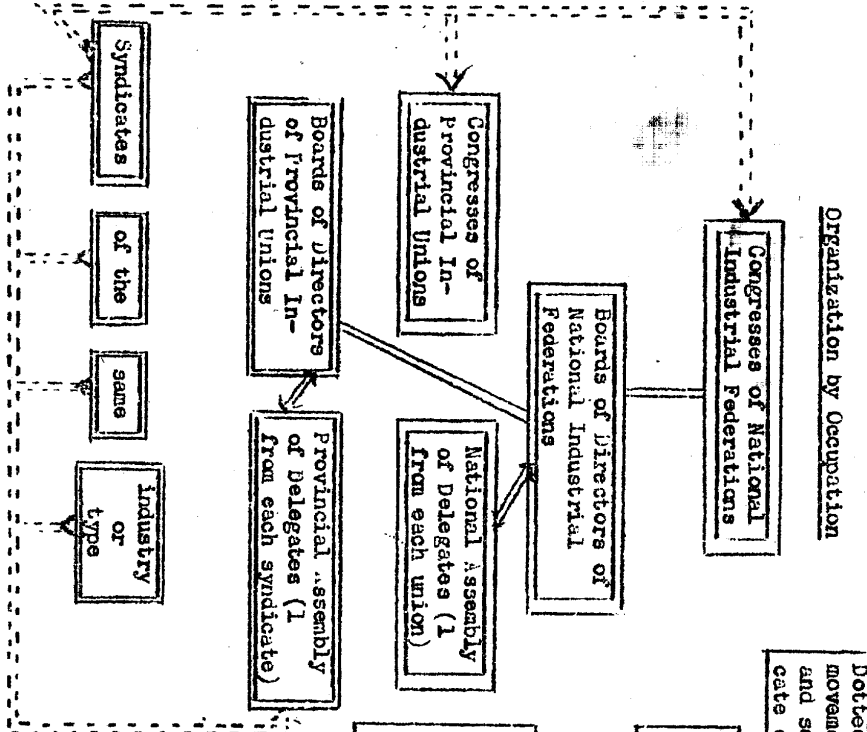 Organization by Occupation
Dotte
moveme
and se
cate
Congresses of National
Industrial Federations
Boards of Directors of
National Industrial
Federations
Congresses of
Provincial In-
dustrial Unions
National Assembly
of Delegates (1
from each union)
Boards of Directors
of Provincial In-
dustrial Unions
Provincial Assembly
of Delegates (1
from each syndicate)
Syndicates
of the
same
industry
or
type